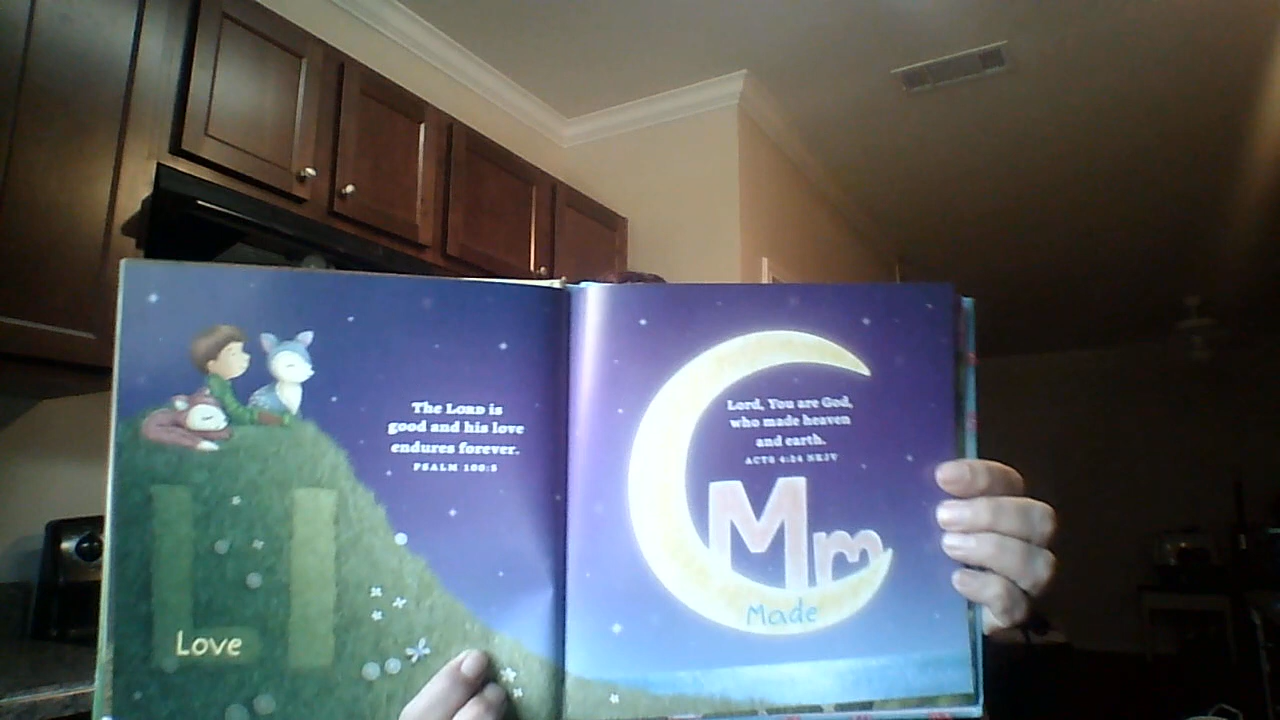 The LORD is
good and his love
endures forever.
PSALM 100:5
Ll
Love
Lord, You are God,
who made heaven
and earth.
ACTS 4:24 NKJV
Mm
Made